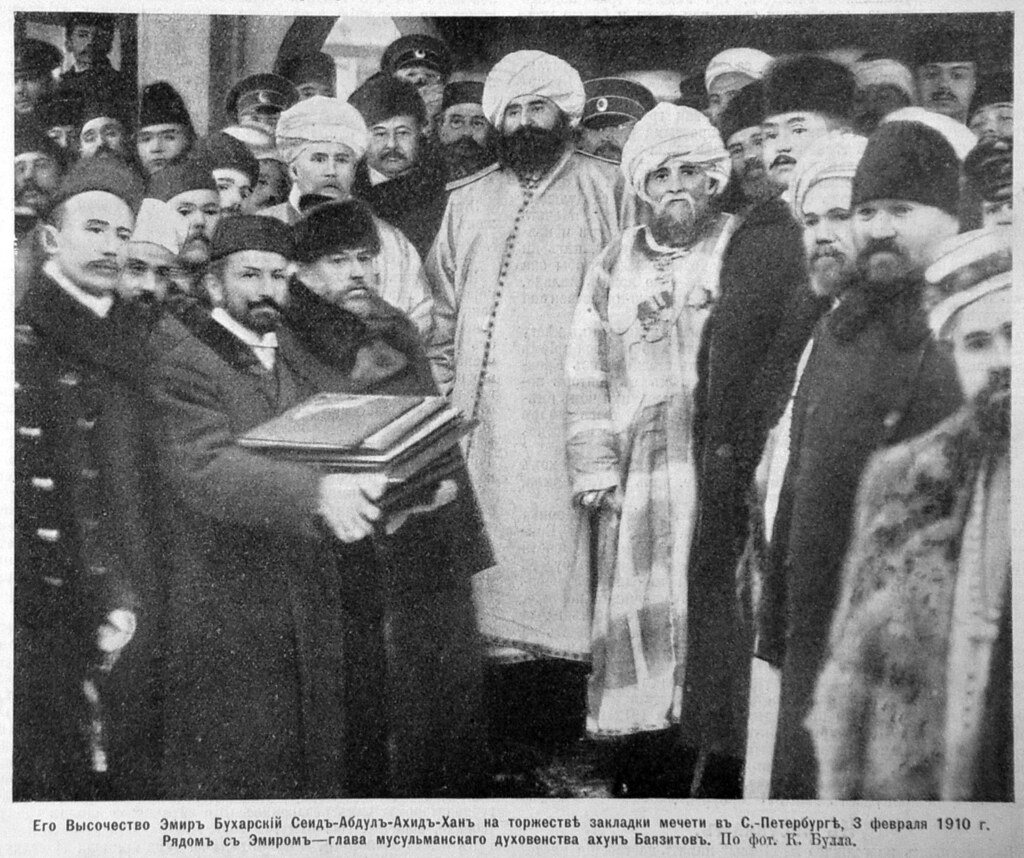 Его Высочество Эмиръ Бухарскій Сеидъ-Абдулъ-Ахидъ-Ханъ на торжествѣ закладки мечети въ С.-Петербургѣ, 3 февраля 1910 г.
Рядомъ съ Эмиромъ—глава мусульманскаго духовенства ахунъ Баязитовъ. По фот. К. Булла.